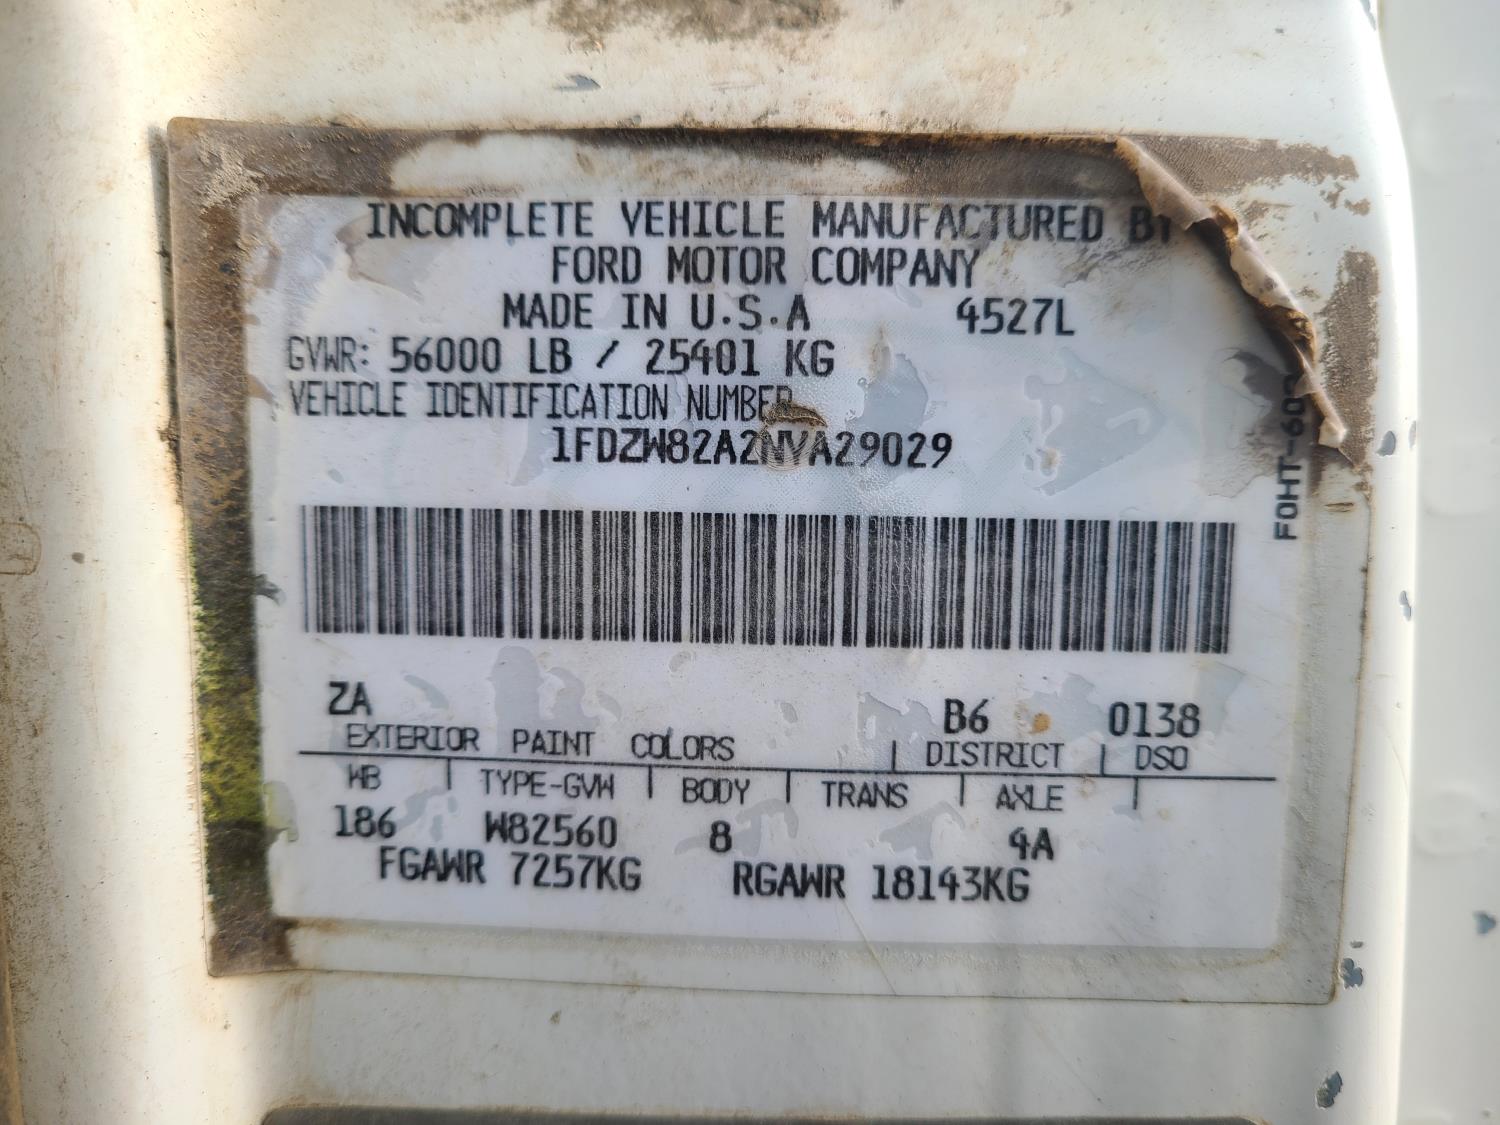 INCOMPLETE VEHICLE MANUFACTURED BY
FORD MOTOR COMPANY
MADE IN U.S.A 4527L
GVWR: 56000 LB / 25401 KG
VEHICLE IDENTIFICATION NUMBER
1FDZW82A2NVA29029
ZA B6 0138
EXTERIOR PAINT COLORS DISTRICT DSO
WB TYPE-GVW BODY TRANS AXLE
186 W82560 8 4A
FGAWR 7257KG RGAWR 18143KG